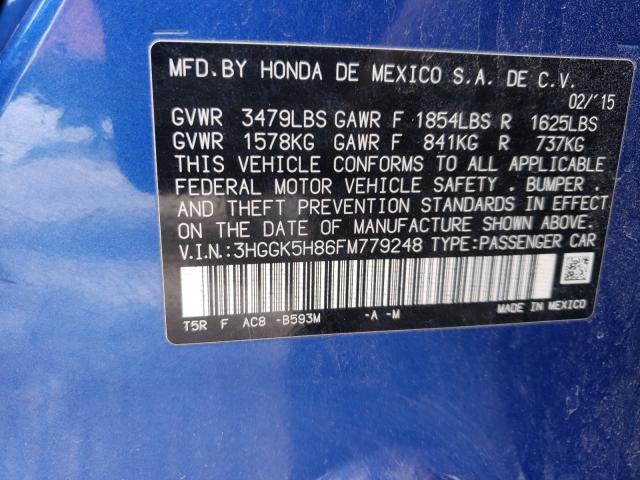 MFD.BY HONDA DE MEXICO S.A. DE C.V.
02/'15
GVWR 3479LBS GAWR F 1854LBS R 1625LBS
GVWR 1578KG GAWR F 841KG R 737KG
THIS VEHICLE CONFORMS TO ALL APPLICABLE
FEDERAL MOTOR VEHICLE SAFETY . BUMPER .
AND THEFT PREVENTION STANDARDS IN EFFECT
ON THE DATE OF MANUFACTURE SHOWN ABOVE.
V.I.N.:3HGGK5H86FM779248 TYPE:PASSENGER CAR
T5R F AC8 -B593M -A -M MADE IN MEXICO